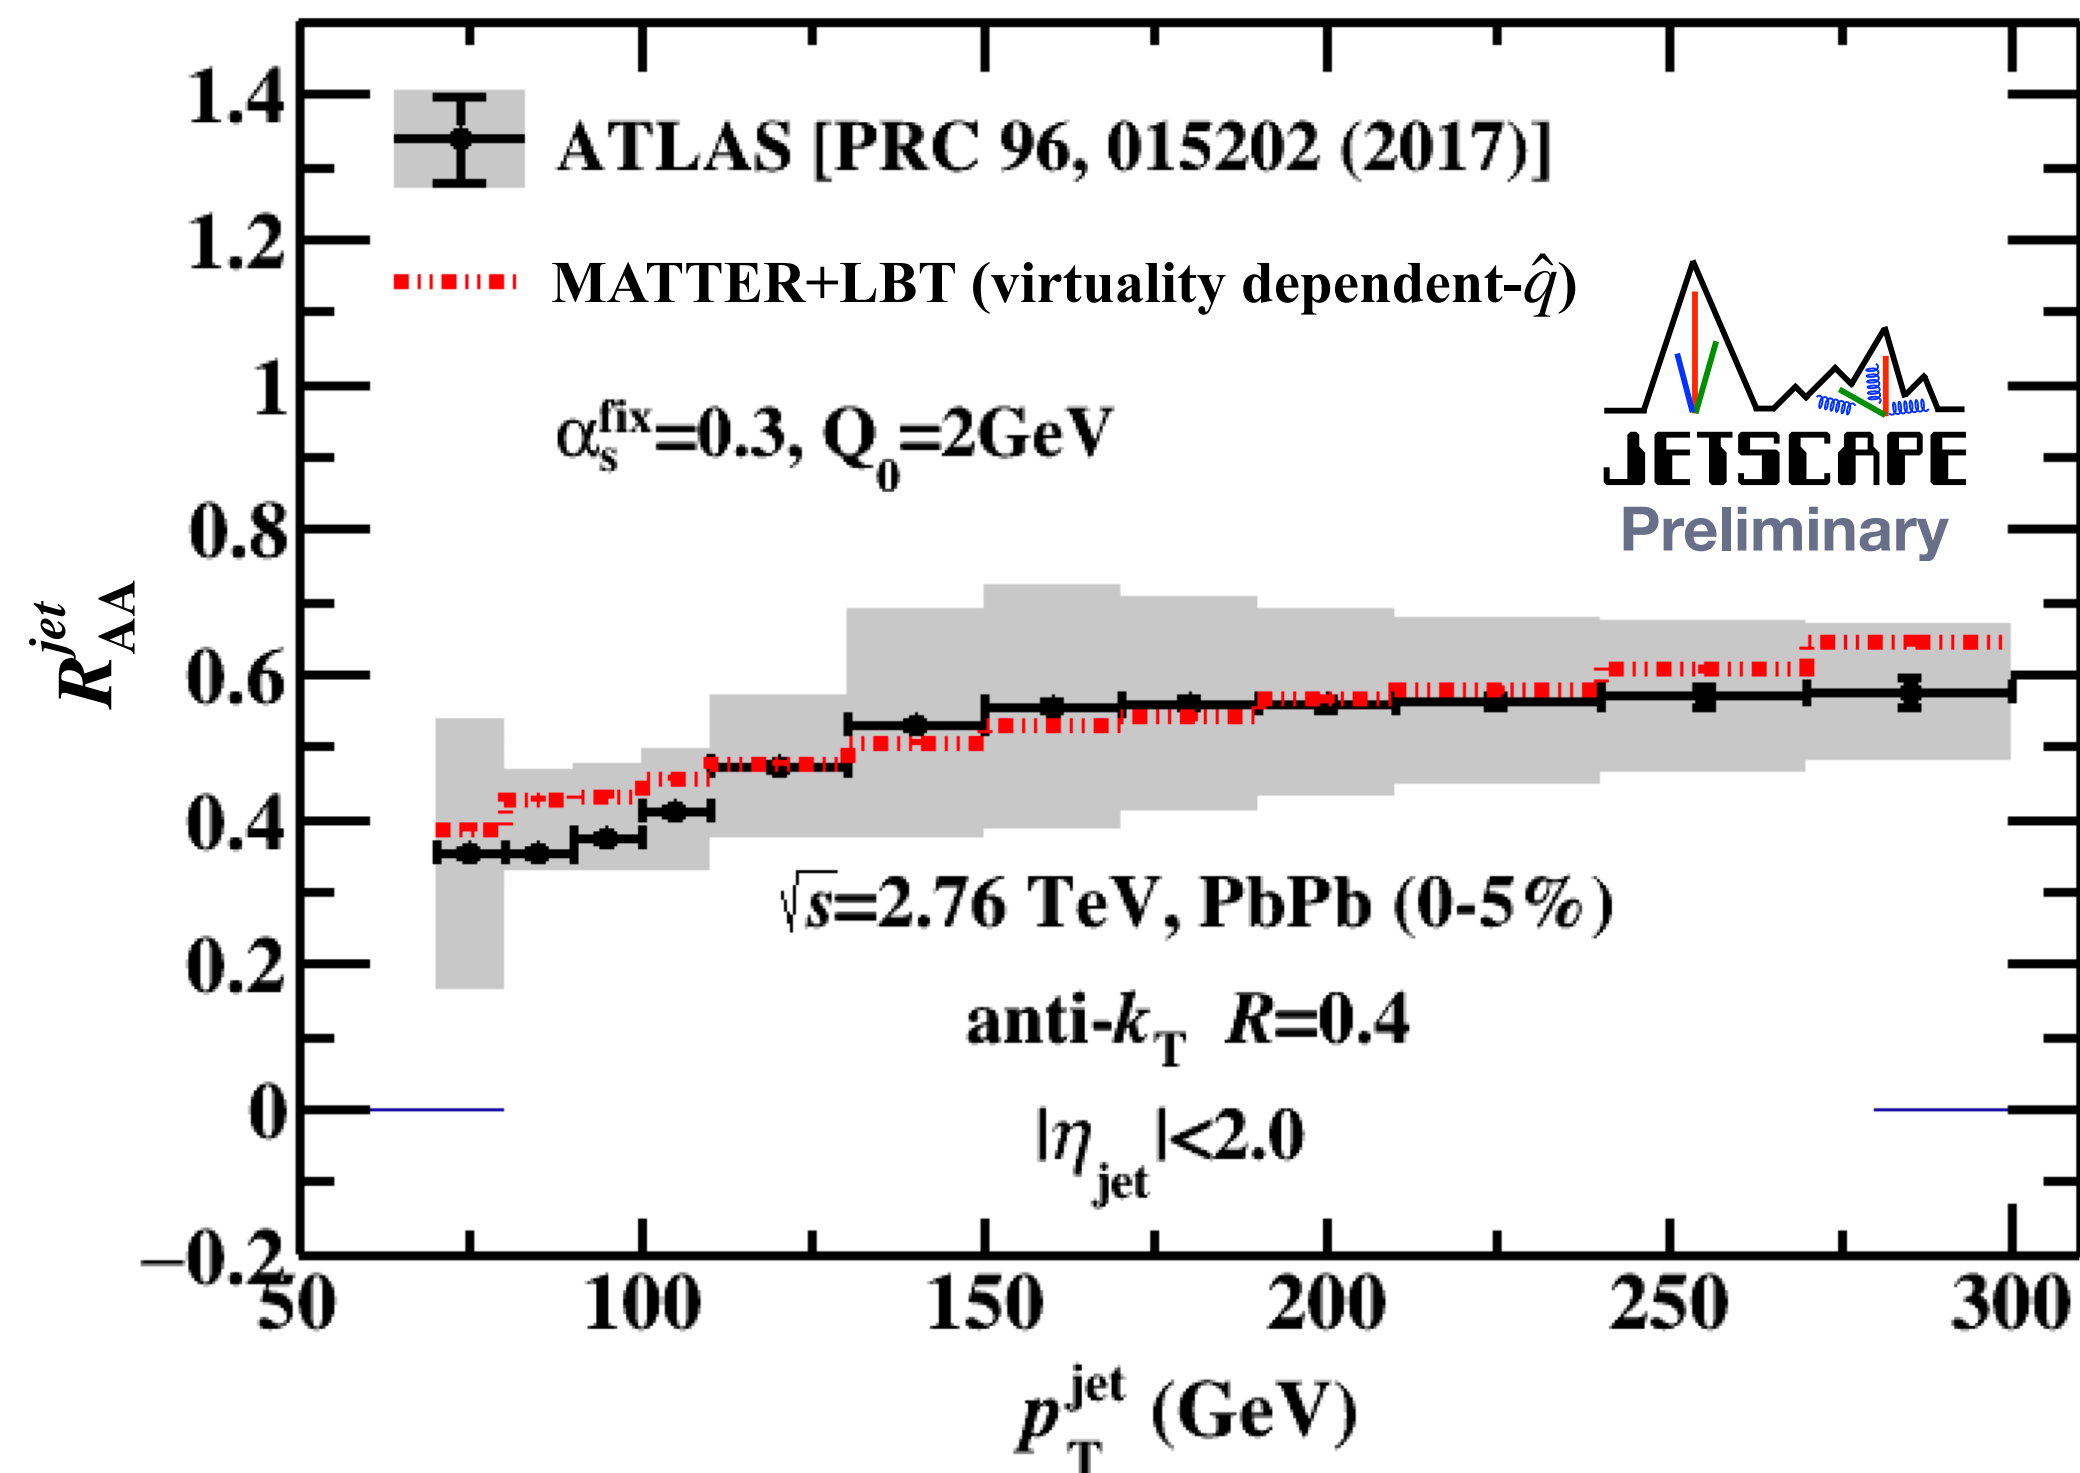 1.4
1.2
1
0.8
0.6
0.4
0.2
0
−0.2
R_AA^jet
ATLAS [PRC 96, 015202 (2017)]
MATTER+LBT (virtuality dependent-q̂)
α_s^fix=0.3, Q_0=2GeV
JETSCAPE
Preliminary
√s=2.76 TeV, PbPb (0-5%)
anti-k_T R=0.4
|η_jet|<2.0
50 100 150 200 250 300
p_T^jet (GeV)